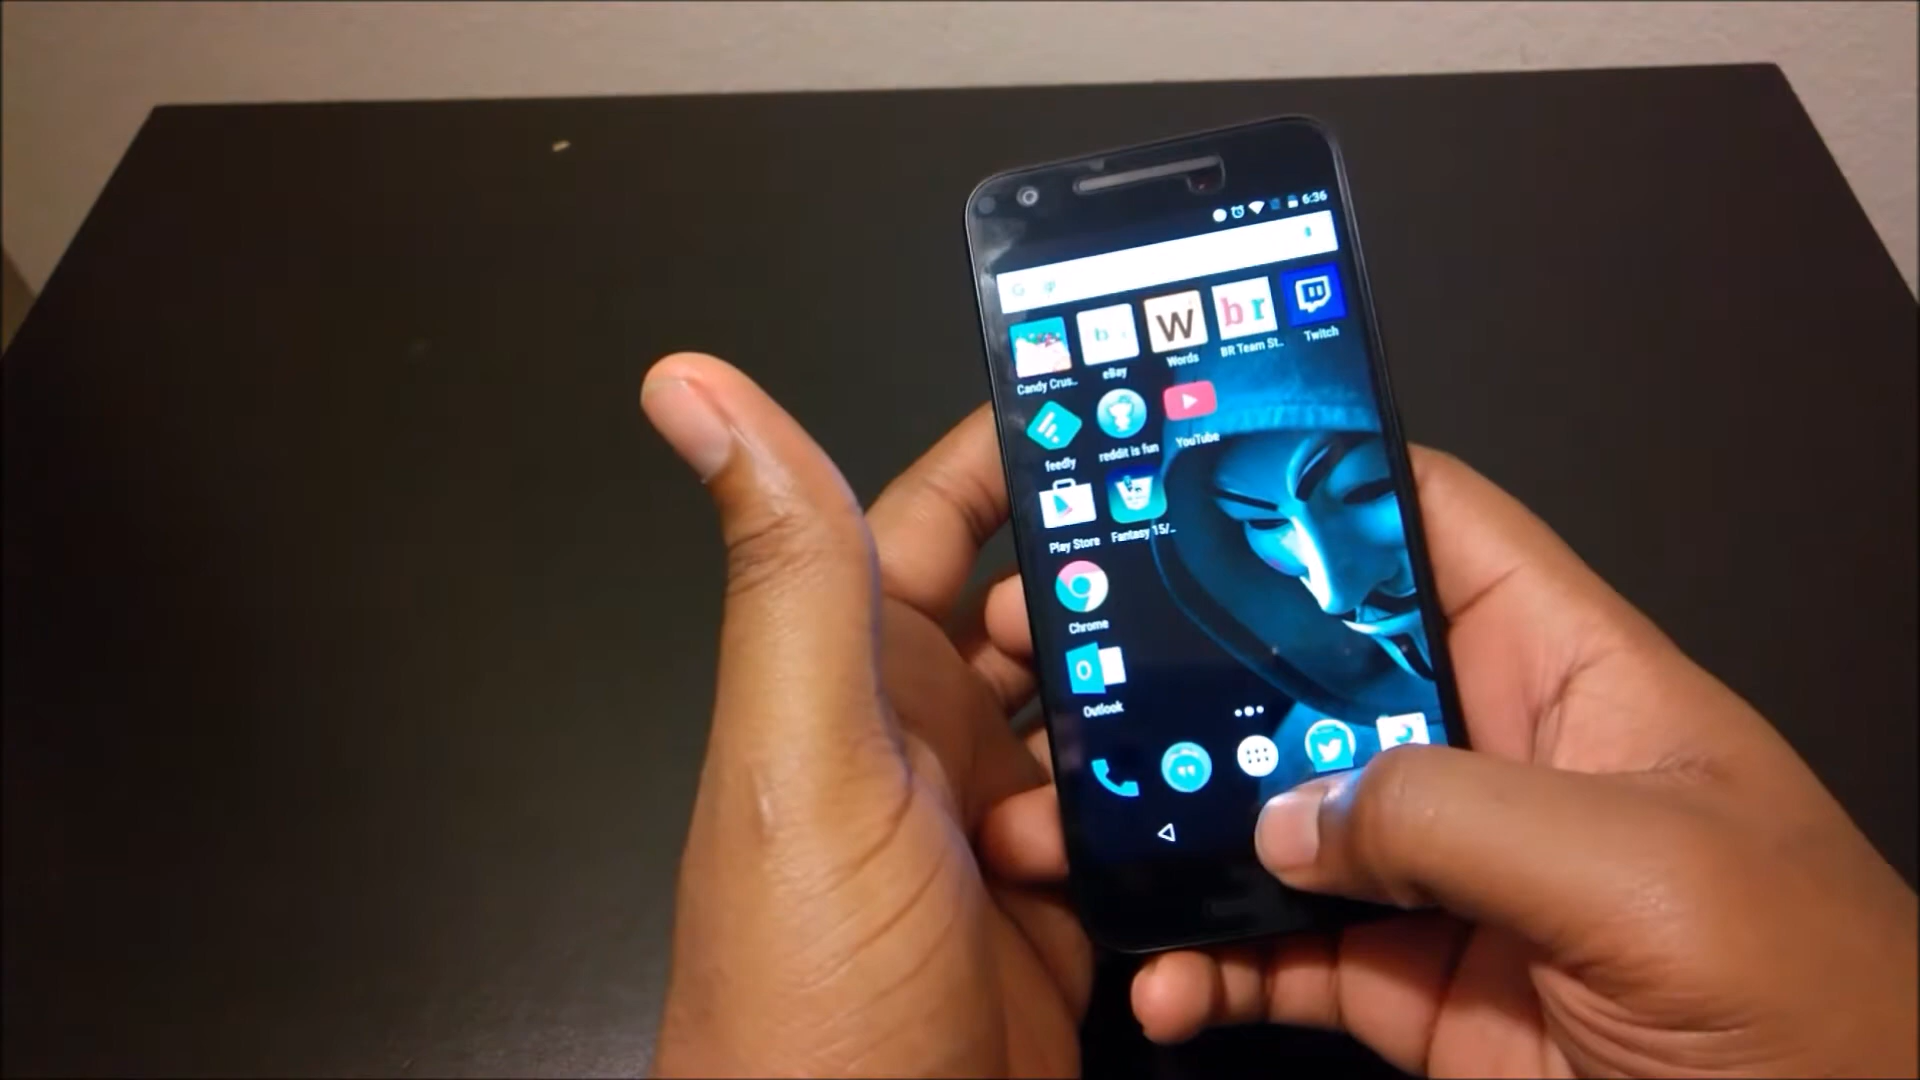 6:36
G
Candy Crus..
b
eBay
W
Words
br
BR Team St..
Twitch
feedly
reddit is fun
YouTube
Play Store
Fantasy 15/..
Chrome
O
Outlook